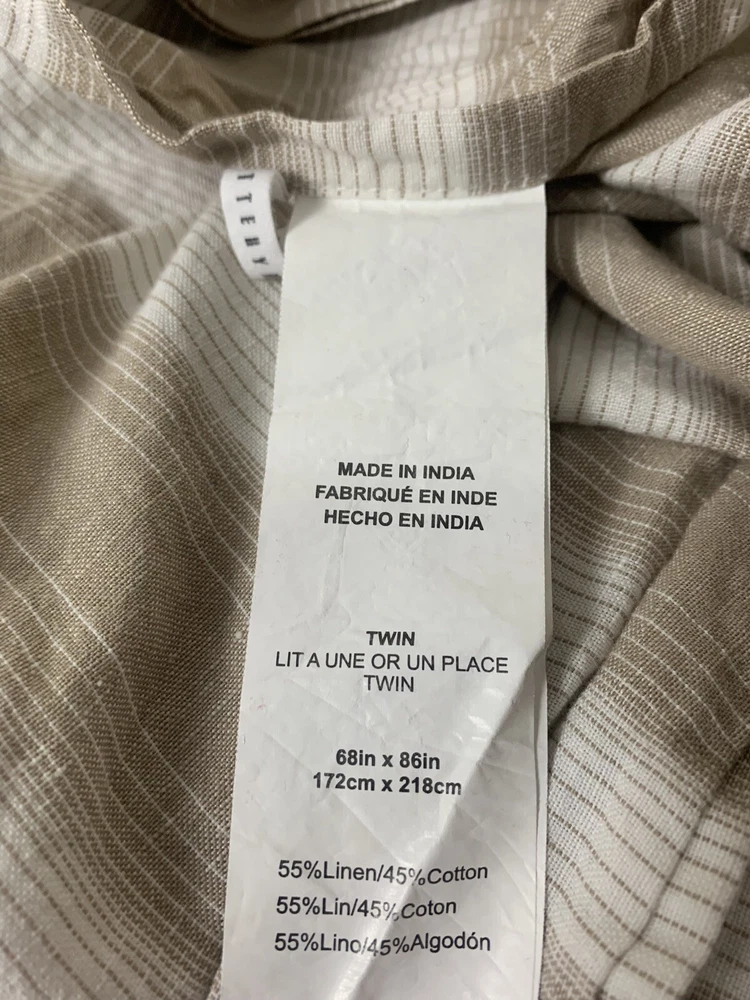 MADE IN INDIA
FABRIQUÉ EN INDE
HECHO EN INDIA
TWIN
LIT A UNE OR UN PLACE
TWIN
68in x 86in
172cm x 218cm
55%Linen/45%Cotton
55%Lin/45%Coton
55%Lino/45%Algodón